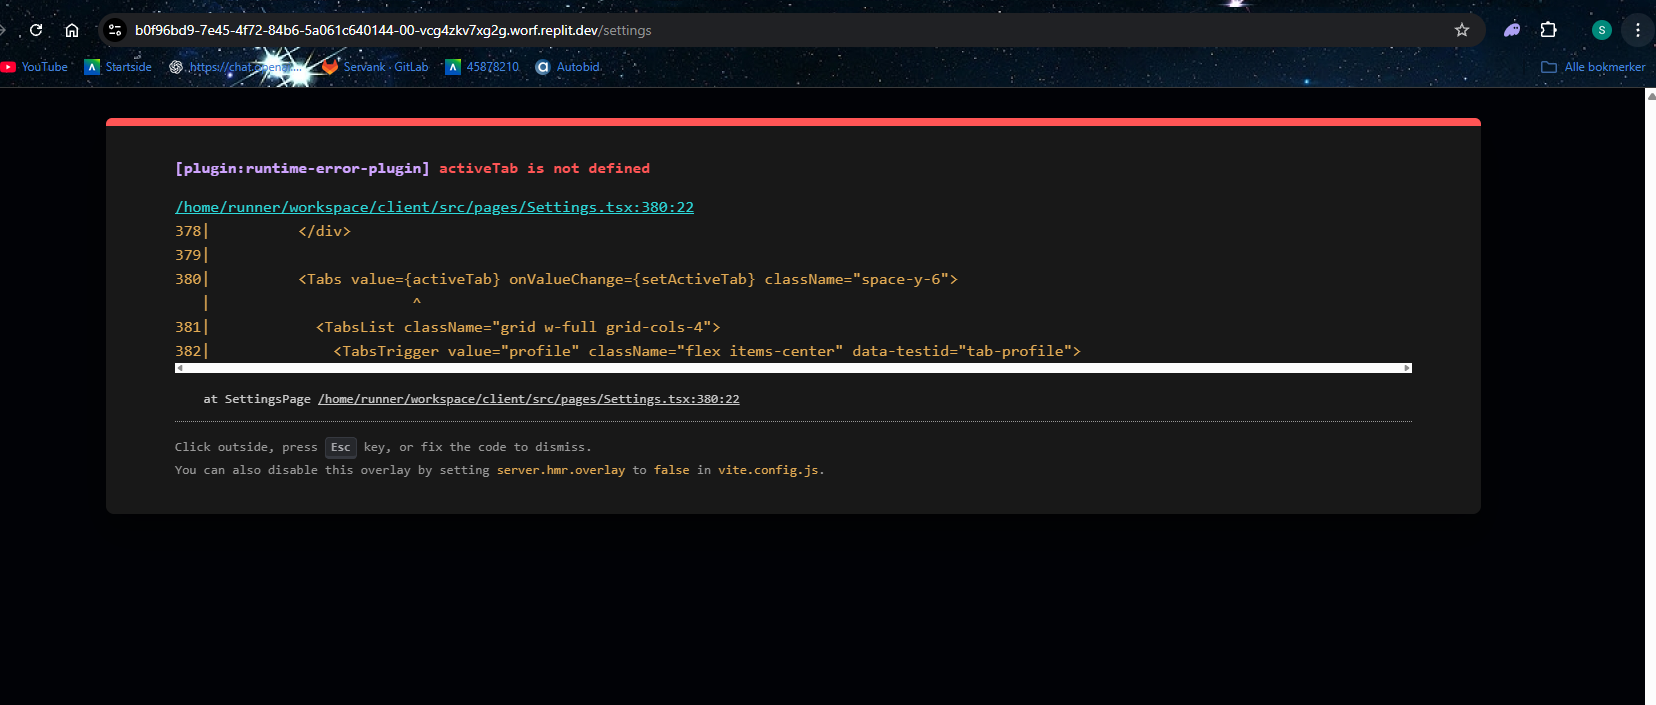 b0f96bd9-7e45-4f72-84b6-5a061c640144-00-vcg4zkv7xg2g.worf.replit.dev/settings
S
YouTube Startside https://chat.openai.... Servank · GitLab 45878210 Autobid Alle bokmerker
[plugin:runtime-error-plugin] activeTab is not defined
/home/runner/workspace/client/src/pages/Settings.tsx:380:22
378| </div>
379|
380| <Tabs value={activeTab} onValueChange={setActiveTab} className="space-y-6">
| ^
381| <TabsList className="grid w-full grid-cols-4">
382| <TabsTrigger value="profile" className="flex items-center" data-testid="tab-profile">
at SettingsPage /home/runner/workspace/client/src/pages/Settings.tsx:380:22
Click outside, press Esc key, or fix the code to dismiss.
You can also disable this overlay by setting server.hmr.overlay to false in vite.config.js.